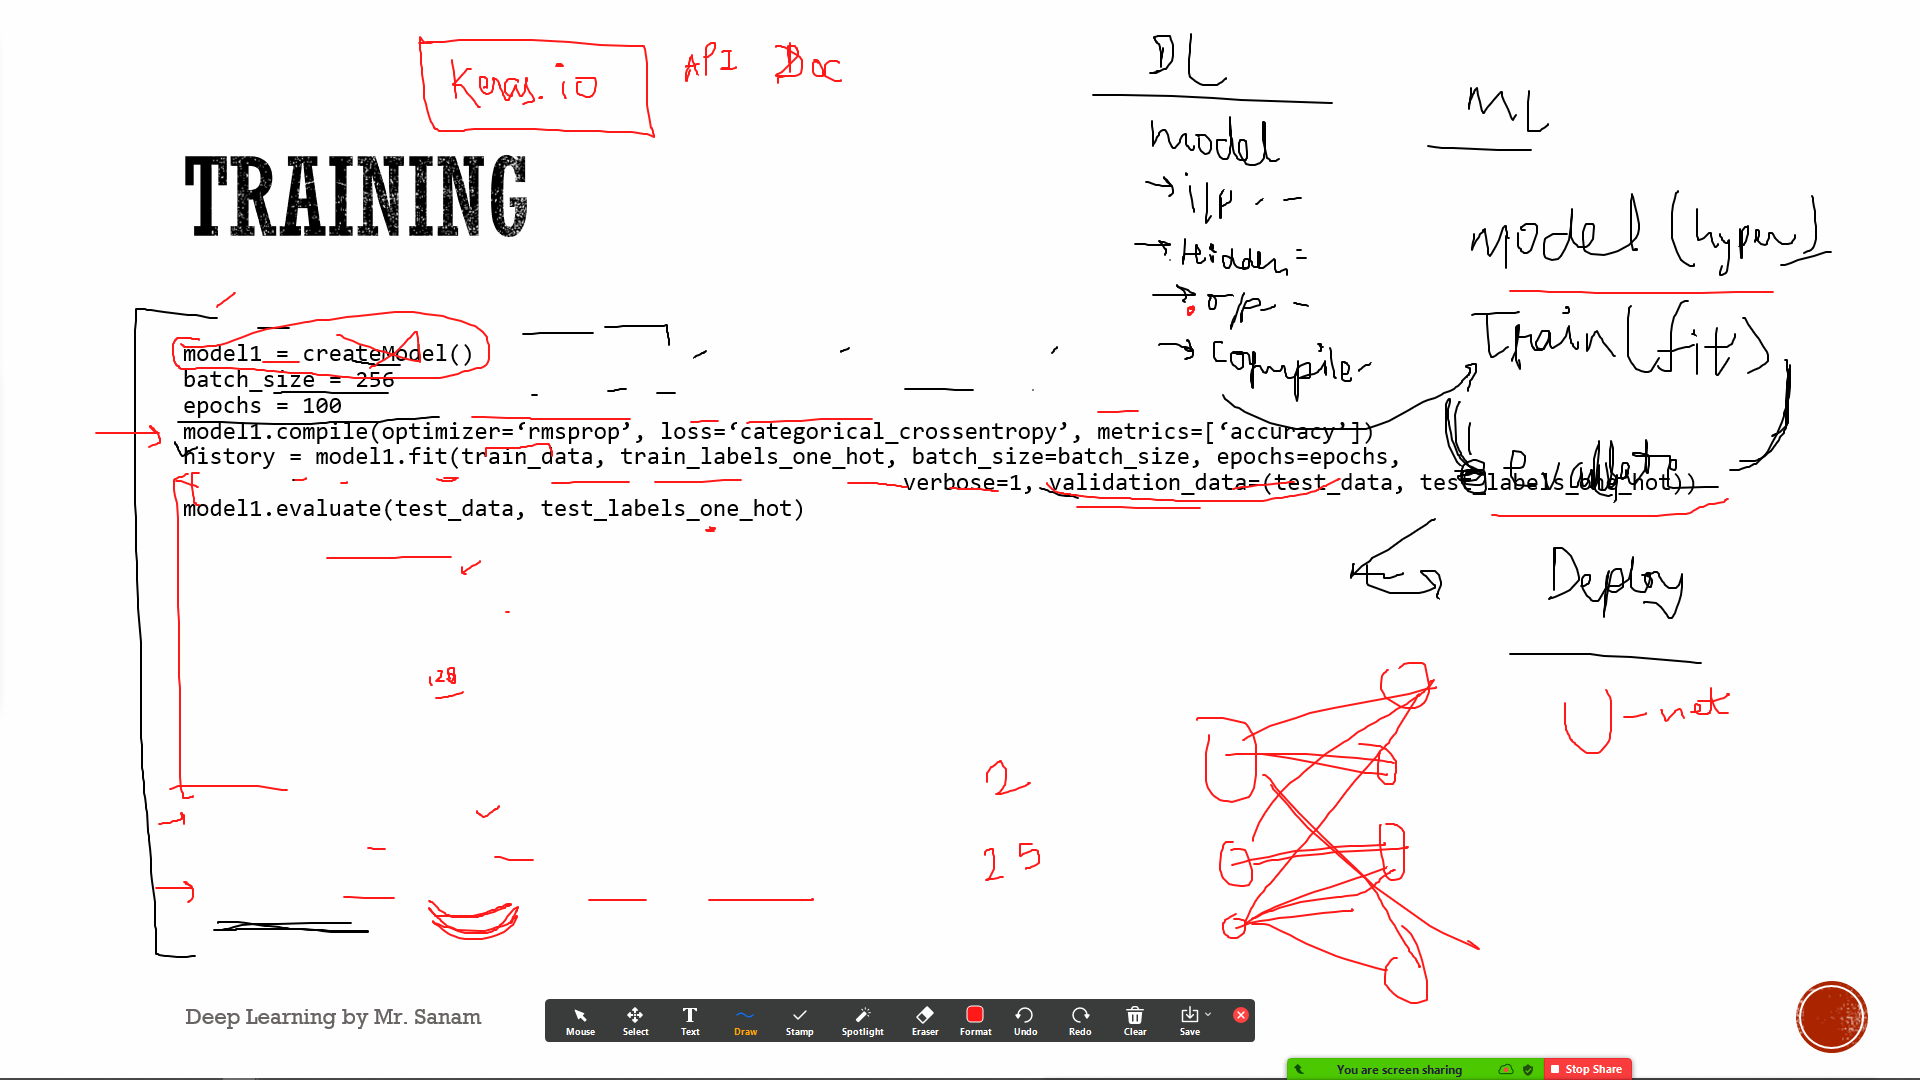 Keras.io API Doc
DL
ML
TRAINING
model
→ i/p - -
→ Hidden =
→ o/p -
→ Compile -
model (hyper)
Train (fit)
Evaluate
Deploy
U-net
model1 = createModel()
batch_size = 256
epochs = 100
model1.compile(optimizer=‘rmsprop’, loss=‘categorical_crossentropy’, metrics=[‘accuracy’])
history = model1.fit(train_data, train_labels_one_hot, batch_size=batch_size, epochs=epochs,
verbose=1, validation_data=(test_data, test_labels_one_hot))
model1.evaluate(test_data, test_labels_one_hot)
128
2
25
Deep Learning by Mr. Sanam
Mouse Select Text Draw Stamp Spotlight Eraser Format Undo Redo Clear Save
You are screen sharing Stop Share